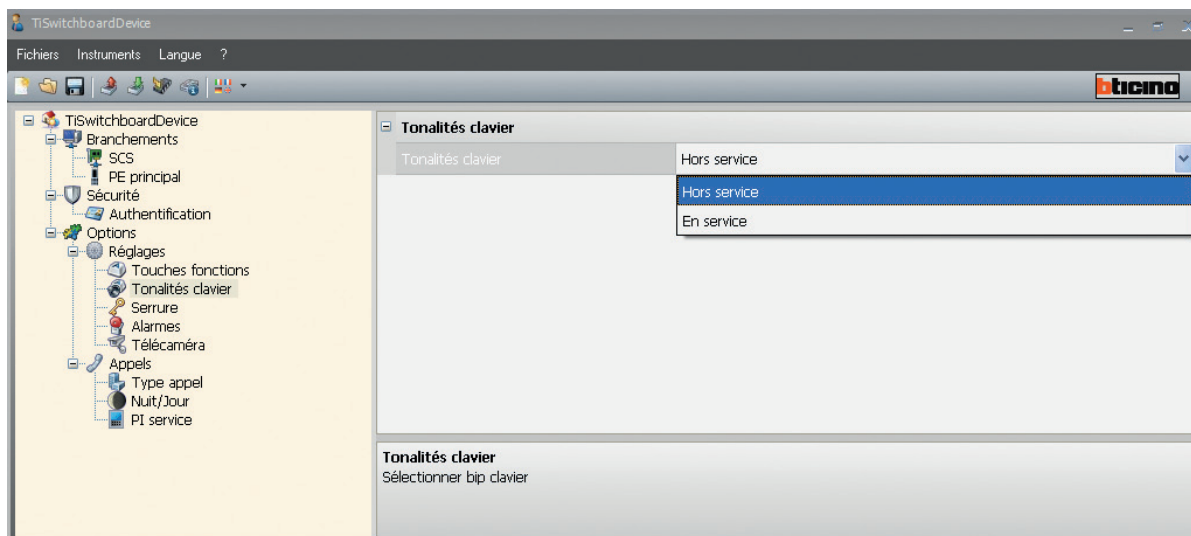 TiSwitchboardDevice
Fichiers Instruments Langue ?
bticino
TiSwitchboardDevice
Branchements
SCS
PE principal
Sécurité
Authentification
Options
Réglages
Touches fonctions
Tonalités clavier
Serrure
Alarmes
Télécaméra
Appels
Type appel
Nuit/Jour
PI service
Tonalités clavier
Tonalités clavier Hors service
Hors service
En service
Tonalités clavier
Sélectionner bip clavier